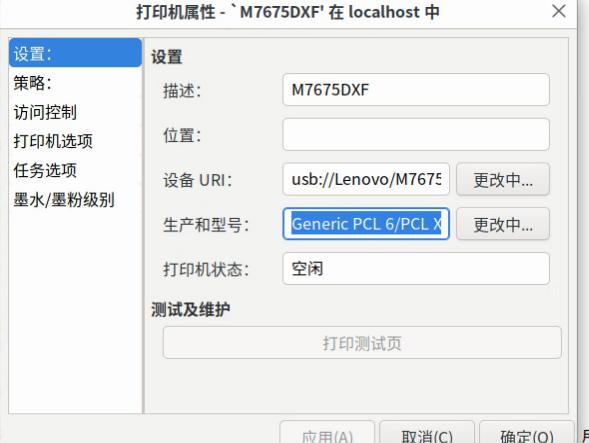 打印机属性 - `M7675DXF' 在 localhost 中
设置：
策略：
访问控制
打印机选项
任务选项
墨水/墨粉级别
设置
描述： M7675DXF
位置：
设备 URI： usb://Lenovo/M7675 更改中...
生产和型号： Generic PCL 6/PCL X 更改中...
打印机状态： 空闲
测试及维护
打印测试页
应用(A) 取消(C) 确定(O)